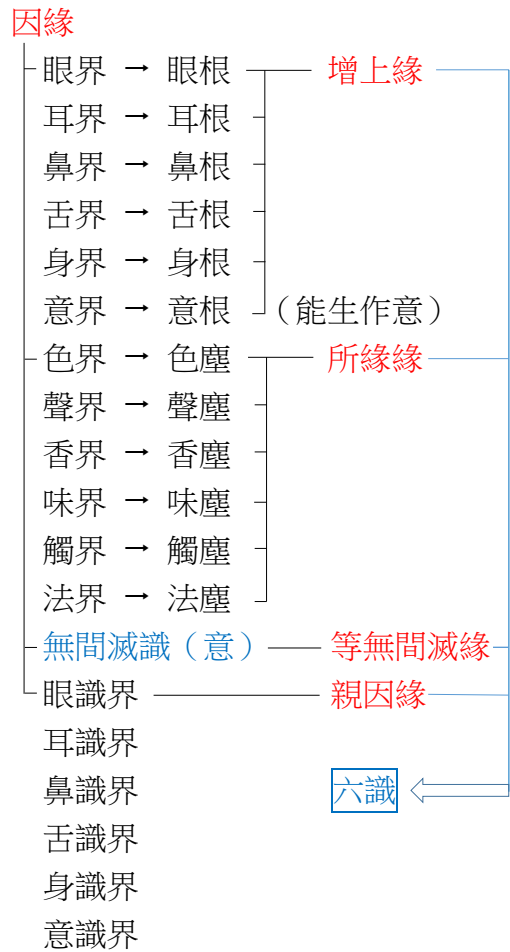 因緣
眼界 → 眼根 增上緣
耳界 → 耳根
鼻界 → 鼻根
舌界 → 舌根
身界 → 身根
意界 → 意根 （能生作意）
色界 → 色塵 所緣緣
聲界 → 聲塵
香界 → 香塵
味界 → 味塵
觸界 → 觸塵
法界 → 法塵
無間滅識（意） 等無間滅緣
眼識界 親因緣
耳識界
鼻識界 六識
舌識界
身識界
意識界